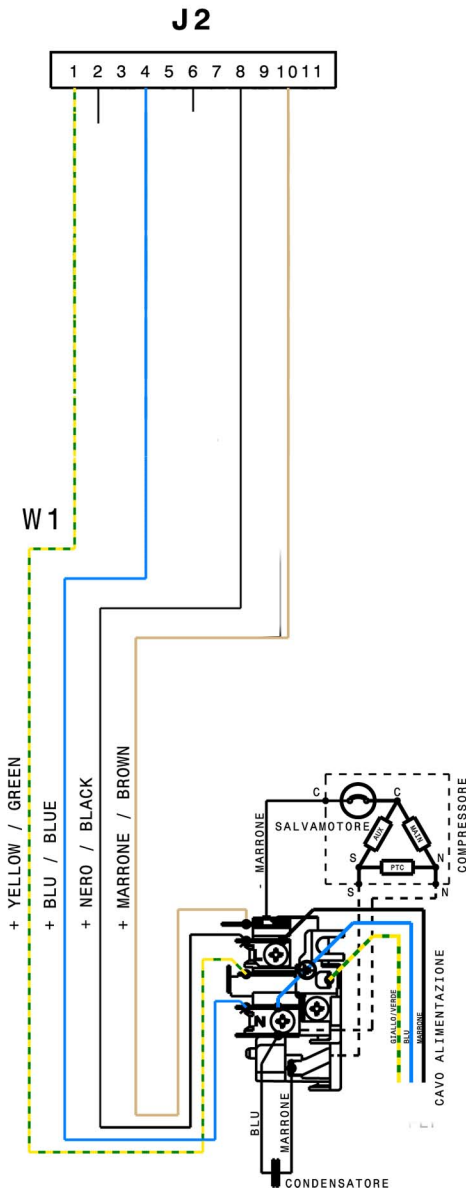 J2
1 2 3 4 5 6 7 8 9 10 11
W1
+ YELLOW / GREEN
+ BLU / BLUE
+ NERO / BLACK
+ MARRONE / BROWN
- MARRONE
C
C
SALVAMOTORE
AUX
MAIN
S
PTC
N
S
N
COMPRESSORE
N
GIALLO/VERDE
BLU
MARRONE
CAVO ALIMENTAZIONE
BLU
MARRONE
CONDENSATORE